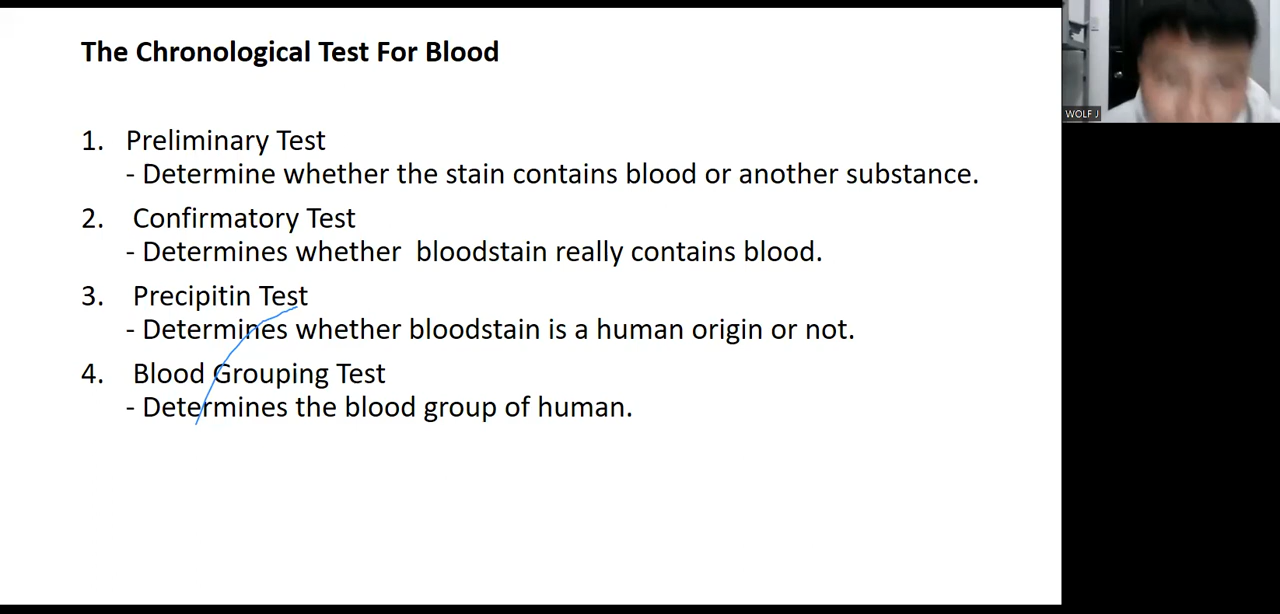 The Chronological Test For Blood
1. Preliminary Test
- Determine whether the stain contains blood or another substance.
2. Confirmatory Test
- Determines whether bloodstain really contains blood.
3. Precipitin Test
- Determines whether bloodstain is a human origin or not.
4. Blood Grouping Test
- Determines the blood group of human.
WOLF J